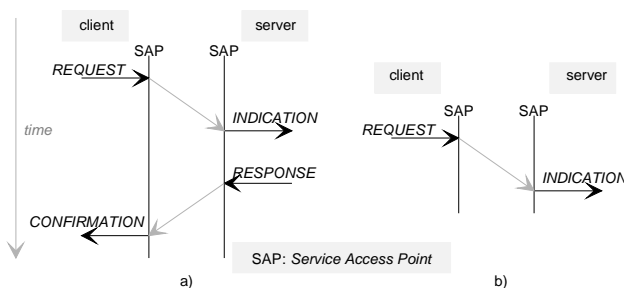 client
server
SAP
SAP
REQUEST
INDICATION
time
RESPONSE
CONFIRMATION
client
server
SAP
SAP
REQUEST
INDICATION
SAP: Service Access Point
a)
b)